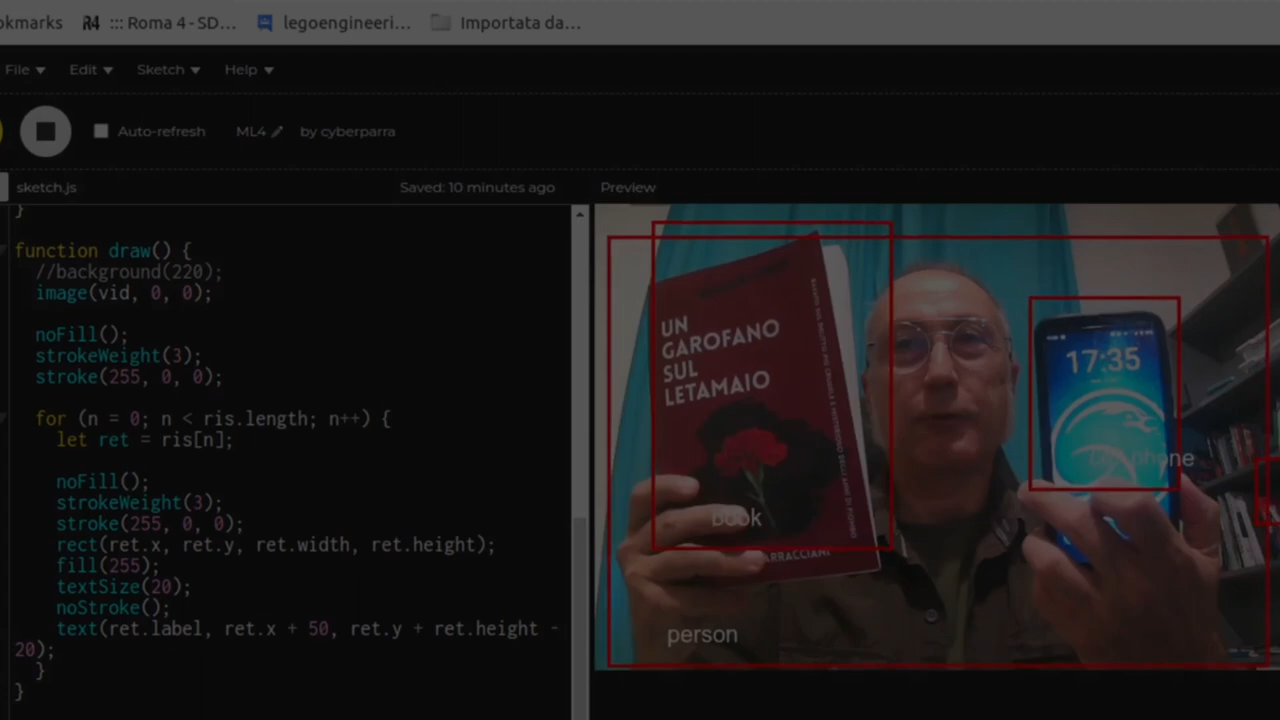 okmarks
R4
::: Roma 4 - SD…
legoengineeri…
Importata da…
File
Edit
Sketch
Help
Auto-refresh
ML4
by cyberparra
sketch.js
Saved: 10 minutes ago
Preview
}
function draw() {
//background(220);
image(vid, 0, 0);
noFill();
strokeWeight(3);
stroke(255, 0, 0);
for (n = 0; n < ris.length; n++) {
let ret = ris[n];
noFill();
strokeWeight(3);
stroke(255, 0, 0);
rect(ret.x, ret.y, ret.width, ret.height);
fill(255);
textSize(20);
noStroke();
text(ret.label, ret.x + 50, ret.y + ret.height -
20);
}
}
UN
GAROFANO
SUL
LETAMAIO
book
person
17:35
cell phone